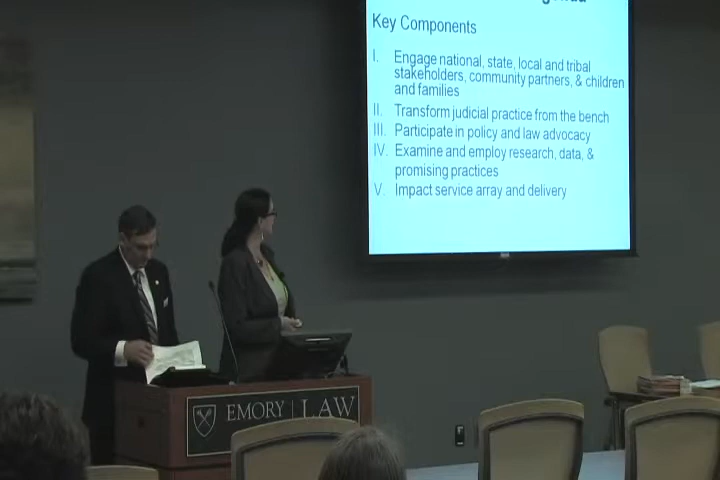 Key Components
I. Engage national, state, local and tribal
stakeholders, community partners, & children
and families
II. Transform judicial practice from the bench
III. Participate in policy and law advocacy
IV. Examine and employ research, data, &
promising practices
V. Impact service array and delivery
EMORY | LAW